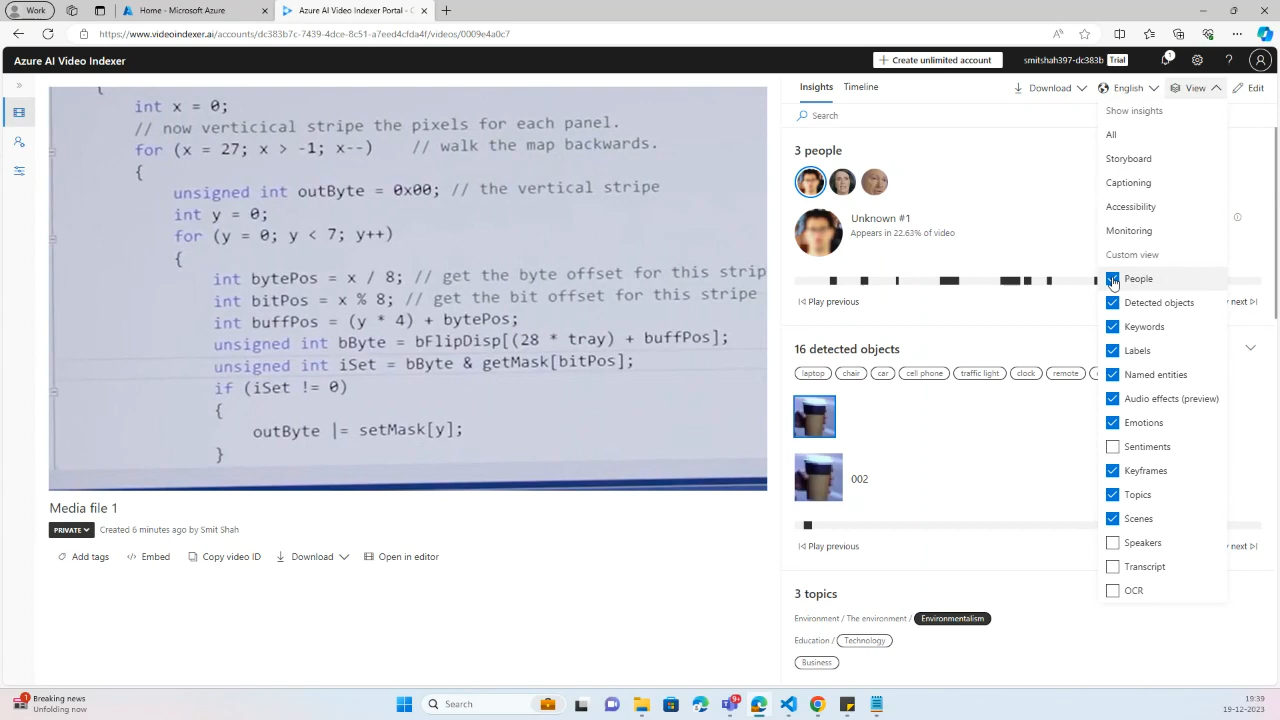 Work
Home - Microsoft Azure
Azure AI Video Indexer Portal - C
https://www.videoindexer.ai/accounts/dc383b7c-7439-4dce-8c51-a7eed4cfda4f/videos/0009e4a0c7
Azure AI Video Indexer
Create unlimited account
smitshah397-dc383b Trial
1
{
int x = 0;
// now verticical stripe the pixels for each panel.
for (x = 27; x > -1; x--) // walk the map backwards.
{
unsigned int outByte = 0x00; // the vertical stripe
int y = 0;
for (y = 0; y < 7; y++)
{
int bytePos = x / 8; // get the byte offset for this strip
int bitPos = x % 8; // get the bit offset for this stripe
int buffPos = (y * 4) + bytePos;
unsigned int bByte = bFlipDisp[(28 * tray) + buffPos];
unsigned int iSet = bByte & getMask[bitPos];
if (iSet != 0)
{
outByte |= setMask[y];
}
Media file 1
PRIVATE Created 6 minutes ago by Smit Shah
Add tags </> Embed Copy video ID Download Open in editor
Insights Timeline Download English View Edit
Search
3 people
Unknown #1
Appears in 22.63% of video
Play previous
next
16 detected objects
laptop chair car cell phone traffic light clock remote
002
Play previous
next
3 topics
Environment / The environment / Environmentalism
Education / Technology
Business
Show insights
All
Storyboard
Captioning
Accessibility
Monitoring
Custom view
People
Detected objects
Keywords
Labels
Named entities
Audio effects (preview)
Emotions
Sentiments
Keyframes
Topics
Scenes
Speakers
Transcript
OCR
1
Breaking news
Unfolding now
Search
9+
19:39
19-12-2023